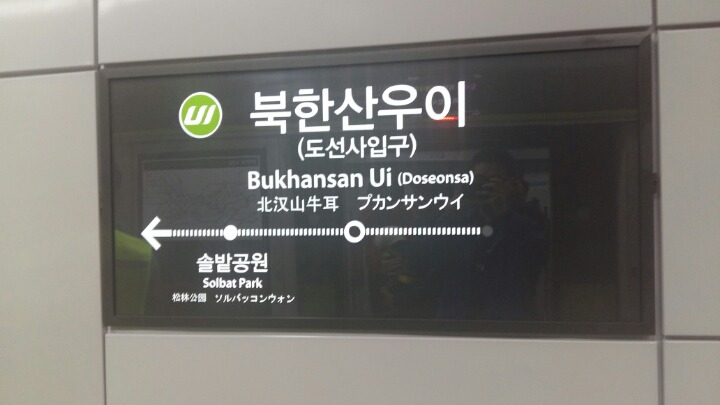 UI 북한산우이
(도선사입구)
Bukhansan Ui (Doseonsa)
北汉山牛耳 プカンサンウイ
솔밭공원
Solbat Park
松林公園 ソルバッコンウォン